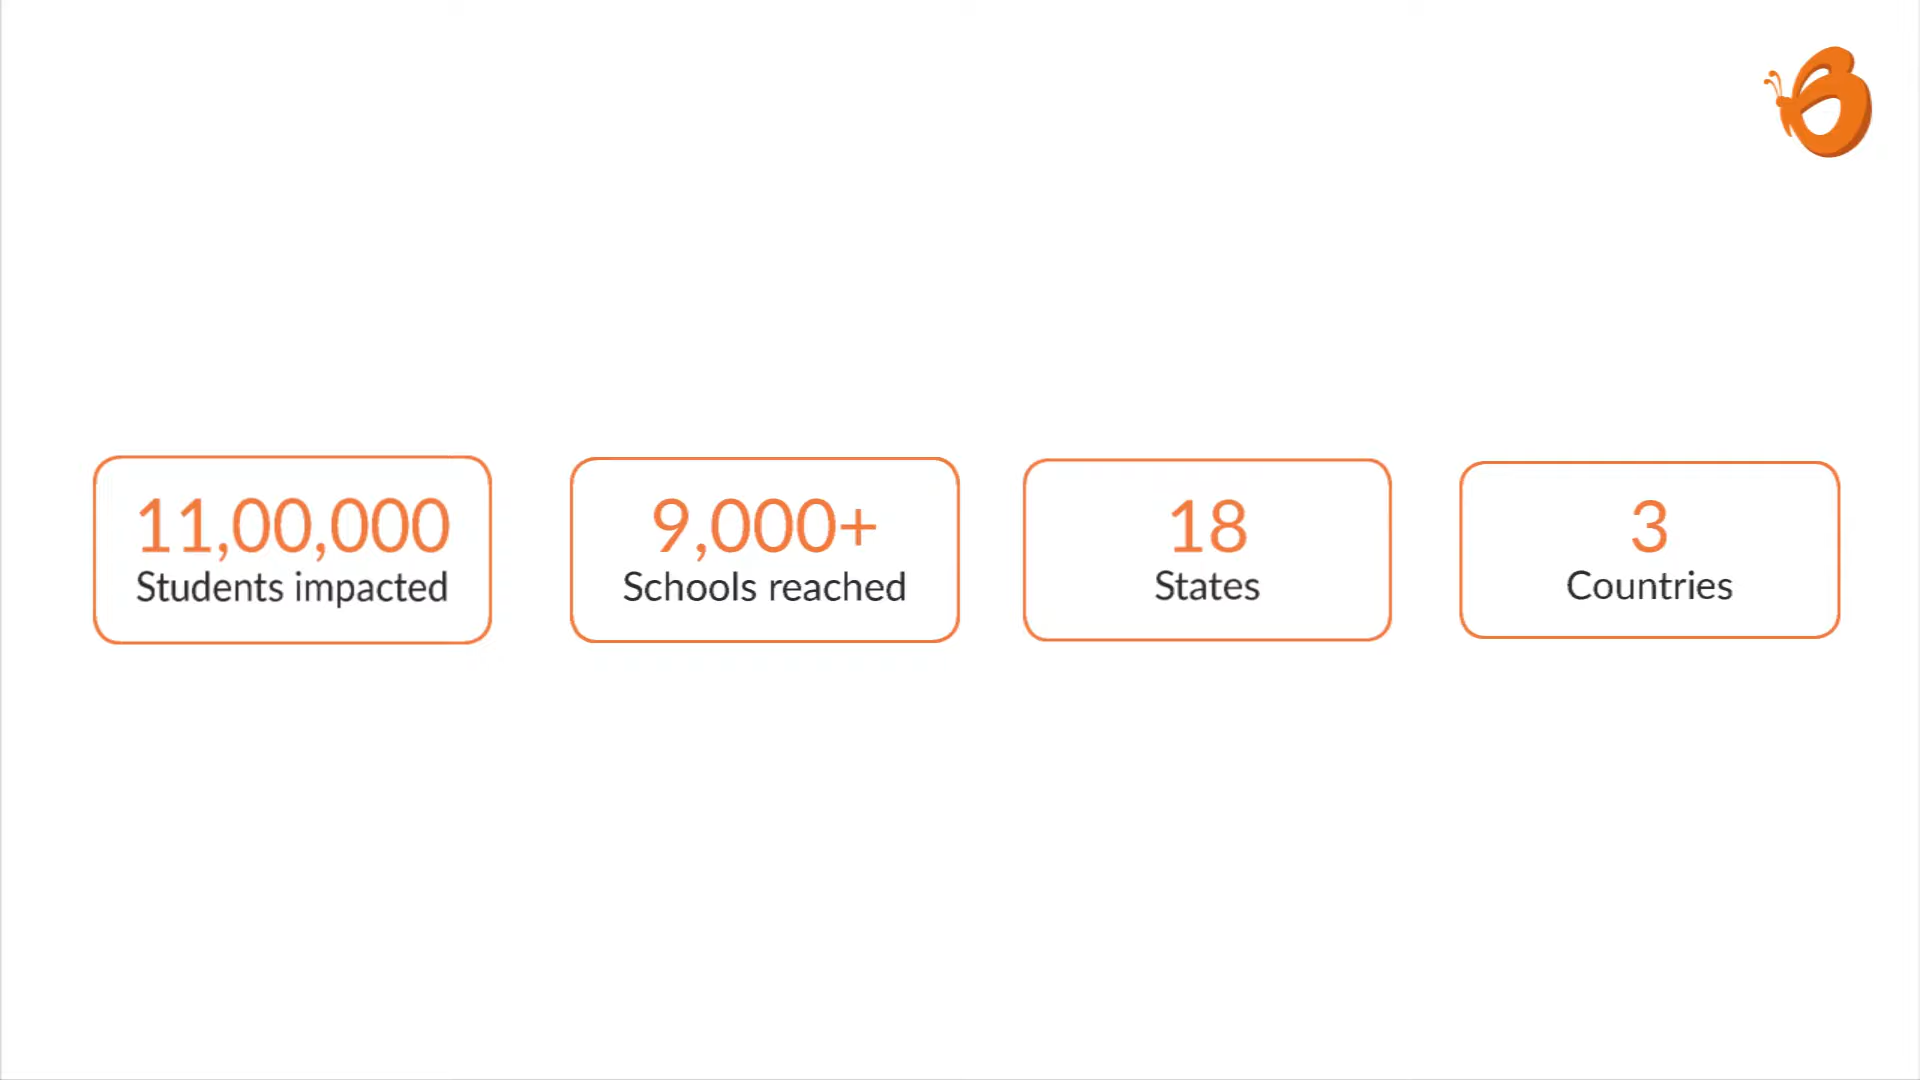 11,00,000
Students impacted
9,000+
Schools reached
18
States
3
Countries